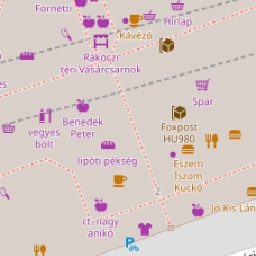 Fornetti
Hírlap
Kávézó
Rákóczi
téri Vásárcsarnok
es
Spar
Benedek
Péter
vegyes
bolt
Foxpost
HU980
lipóti pékség
Eszem
Iszom
Kuckó
2
Jó Kis Lán
ct. nagy
anikó